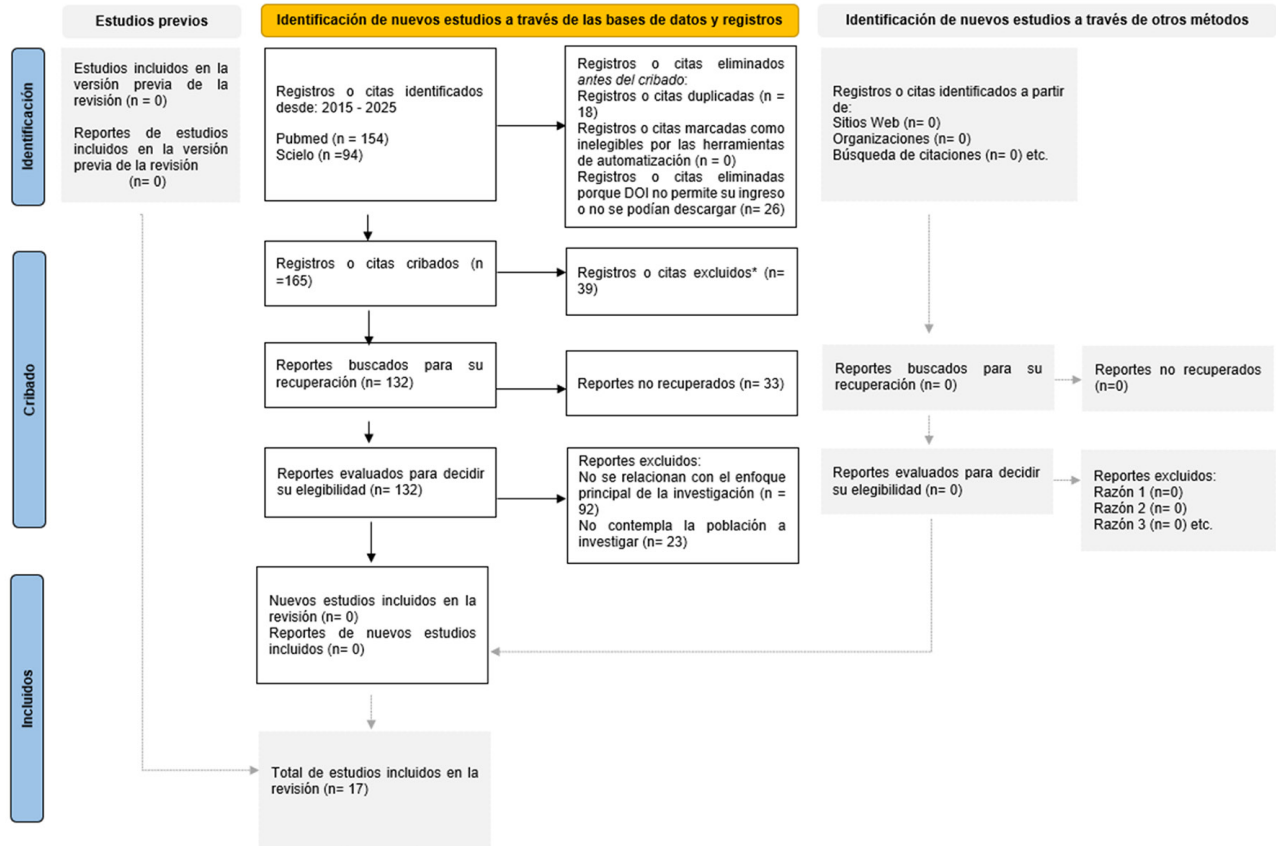 Estudios previos
Identificación de nuevos estudios a través de las bases de datos y registros
Identificación de nuevos estudios a través de otros métodos
Identificación
Estudios incluidos en la
versión previa de la
revisión (n = 0)
Reportes de estudios
incluidos en la versión
previa de la revisión
(n= 0)
Registros o citas identificados
desde: 2015 - 2025
Pubmed (n = 154)
Scielo (n =94)
Registros o citas eliminados
antes del cribado:
Registros o citas duplicadas (n =
18)
Registros o citas marcadas como
inelegibles por las herramientas
de automatización (n = 0)
Registros o citas eliminadas
porque DOI no permite su ingreso
o no se podían descargar (n= 26)
Registros o citas identificados a partir
de:
Sitios Web (n= 0)
Organizaciones (n= 0)
Búsqueda de citaciones (n= 0) etc.
Cribado
Registros o citas cribados (n
=165)
Registros o citas excluidos* (n=
39)
Reportes buscados para su
recuperación (n= 132)
Reportes no recuperados (n= 33)
Reportes buscados para su
recuperación (n= 0)
Reportes no recuperados
(n=0)
Reportes evaluados para decidir
su elegibilidad (n= 132)
Reportes excluidos:
No se relacionan con el enfoque
principal de la investigación (n =
92)
No contempla la población a
investigar (n= 23)
Reportes evaluados para decidir
su elegibilidad (n= 0)
Reportes excluidos:
Razón 1 (n=0)
Razón 2 (n= 0)
Razón 3 (n= 0) etc.
Incluidos
Nuevos estudios incluidos en la
revisión (n= 0)
Reportes de nuevos estudios
incluidos (n= 0)
Total de estudios incluidos en la
revisión (n= 17)